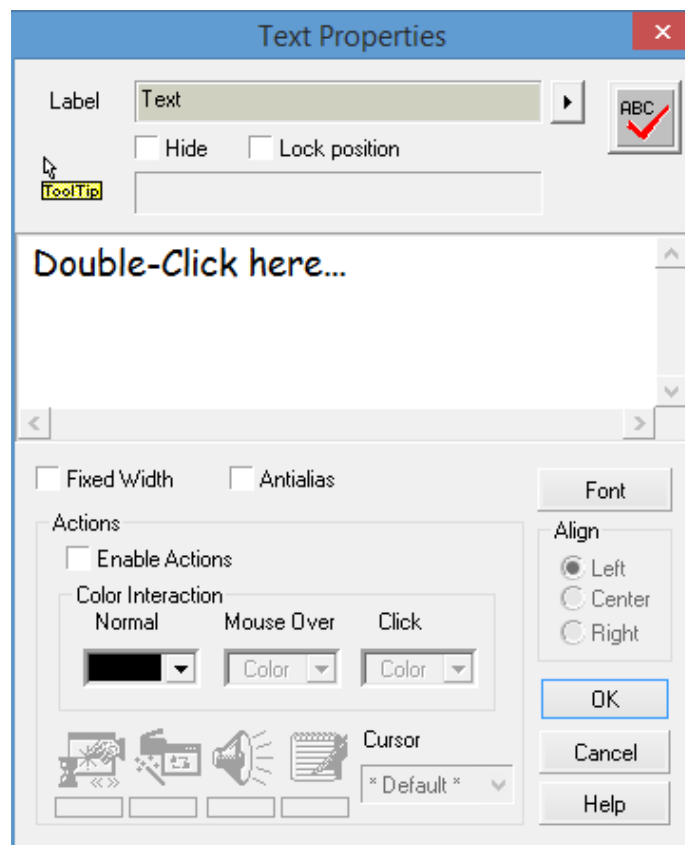 Text Properties
Label Text ABC
Hide Lock position
ToolTip
Double-Click here...
Fixed Width Antialias
Font
Actions
Align
Enable Actions
Left
Color Interaction
Center
Normal Mouse Over Click
Right
Color Color
OK
Cursor
Cancel
* Default *
Help